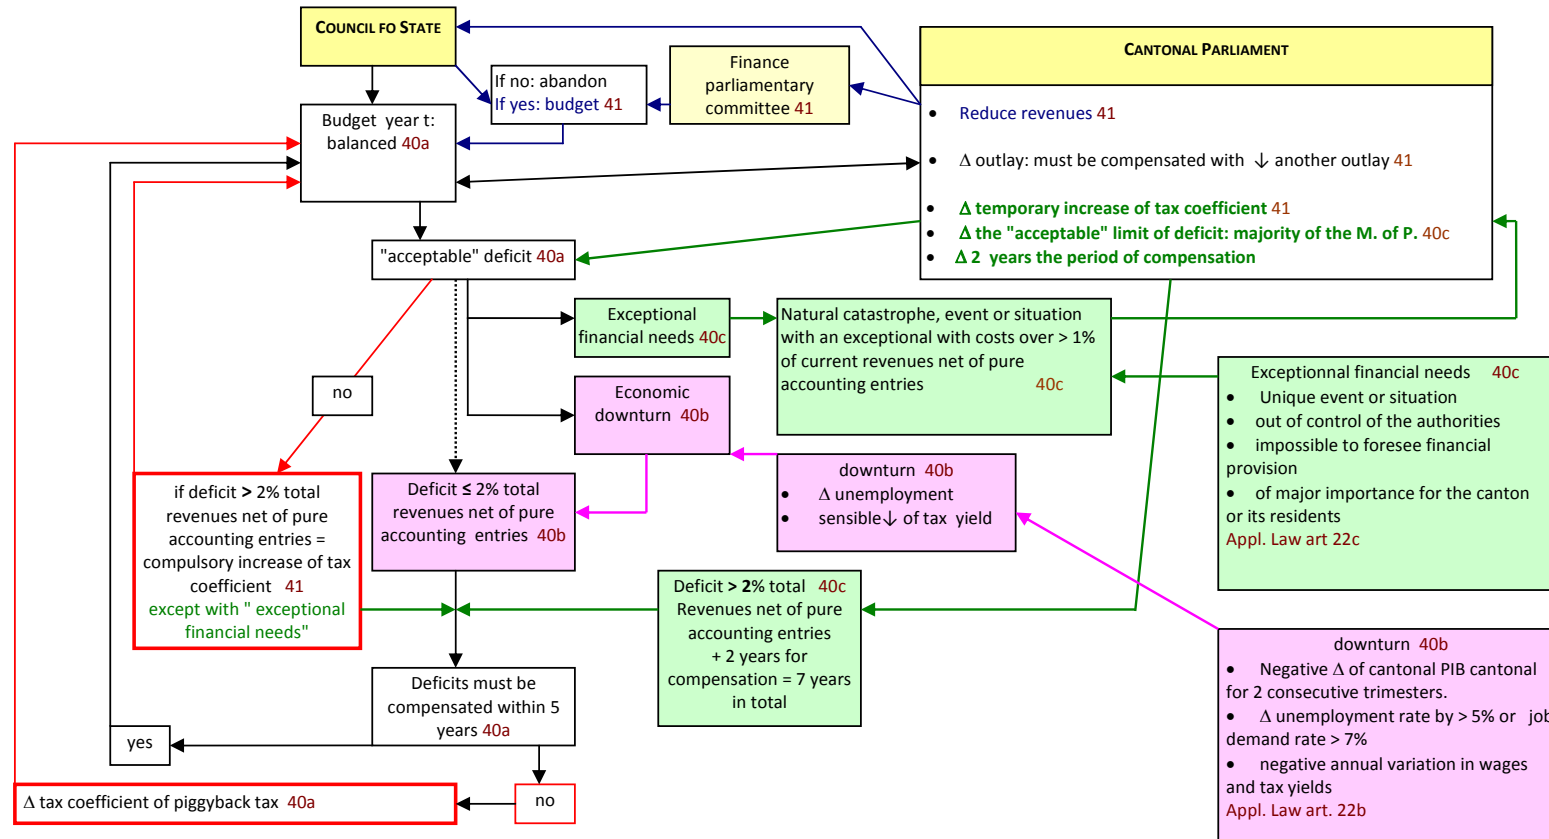 COUNCIL FO STATE
CANTONAL PARLIAMENT
If no: abandon
If yes: budget 41
Finance
parliamentary
committee 41
Budget year t:
balanced 40a
• Reduce revenues 41
• Δ outlay: must be compensated with ↓ another outlay 41
• Δ temporary increase of tax coefficient 41
• Δ the "acceptable" limit of deficit: majority of the M. of P. 40c
• Δ 2 years the period of compensation
"acceptable" deficit 40a
Exceptional
financial needs 40c
Natural catastrophe, event or situation
with an exceptional with costs over > 1%
of current revenues net of pure
accounting entries 40c
Exceptionnal financial needs 40c
• Unique event or situation
• out of control of the authorities
• impossible to foresee financial
provision
• of major importance for the canton
or its residents
Appl. Law art 22c
no
Economic
downturn 40b
downturn 40b
• Δ unemployment
• sensible↓ of tax yield
if deficit > 2% total
revenues net of pure
accounting entries =
compulsory increase of tax
coefficient 41
except with " exceptional
financial needs"
Deficit ≤ 2% total
revenues net of pure
accounting entries 40b
Deficit > 2% total 40c
Revenues net of pure
accounting entries
+ 2 years for
compensation = 7 years
in total
downturn 40b
• Negative Δ of cantonal PIB cantonal
for 2 consecutive trimesters.
• Δ unemployment rate by > 5% or job
demand rate > 7%
• negative annual variation in wages
and tax yields
Appl. Law art. 22b
Deficits must be
compensated within 5
years 40a
yes
no
Δ tax coefficient of piggyback tax 40a